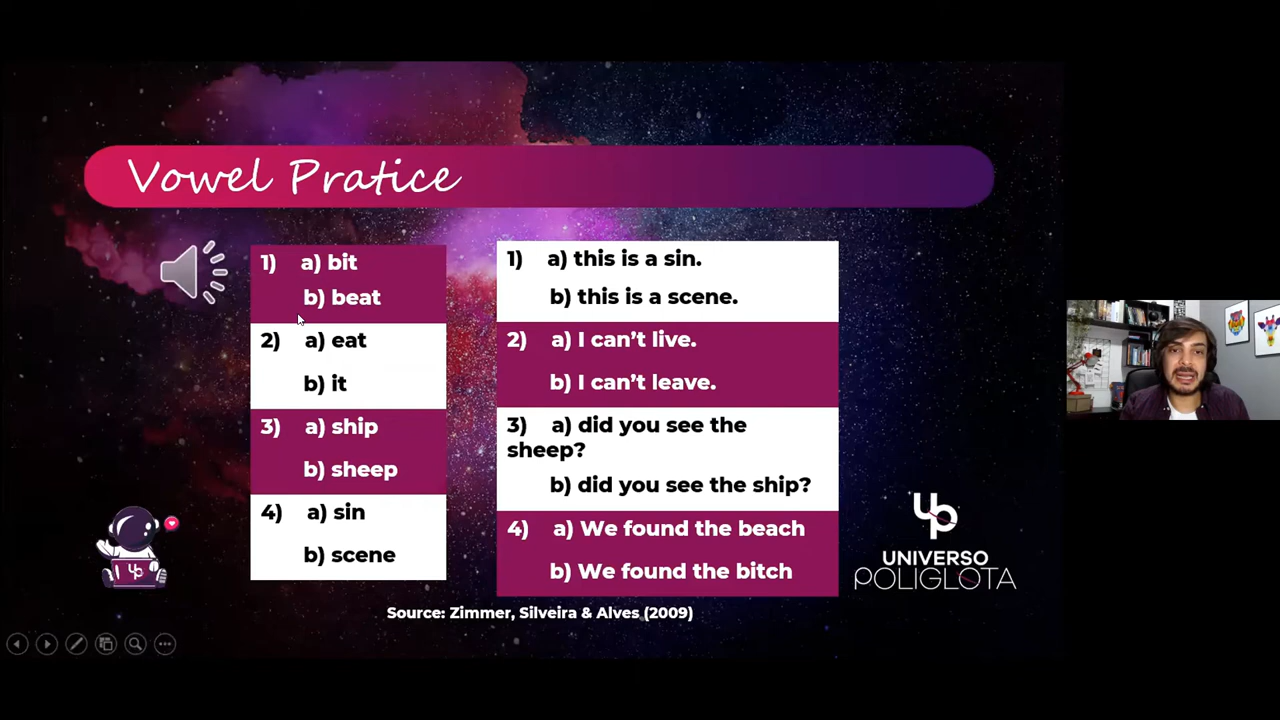 Vowel Pratice
1) a) bit
b) beat
2) a) eat
b) it
3) a) ship
b) sheep
4) a) sin
b) scene
1) a) this is a sin.
b) this is a scene.
2) a) I can’t live.
b) I can’t leave.
3) a) did you see the
sheep?
b) did you see the ship?
4) a) We found the beach
b) We found the bitch
Source: Zimmer, Silveira & Alves (2009)
up
up
UNIVERSO
POLIGLOTA